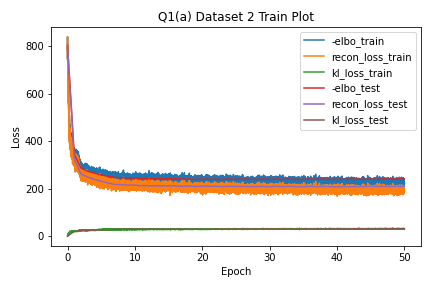 Q1(a) Dataset 2 Train Plot
Loss
800
600
400
200
0
-elbo_train
recon_loss_train
kl_loss_train
-elbo_test
recon_loss_test
kl_loss_test
0 10 20 30 40 50
Epoch